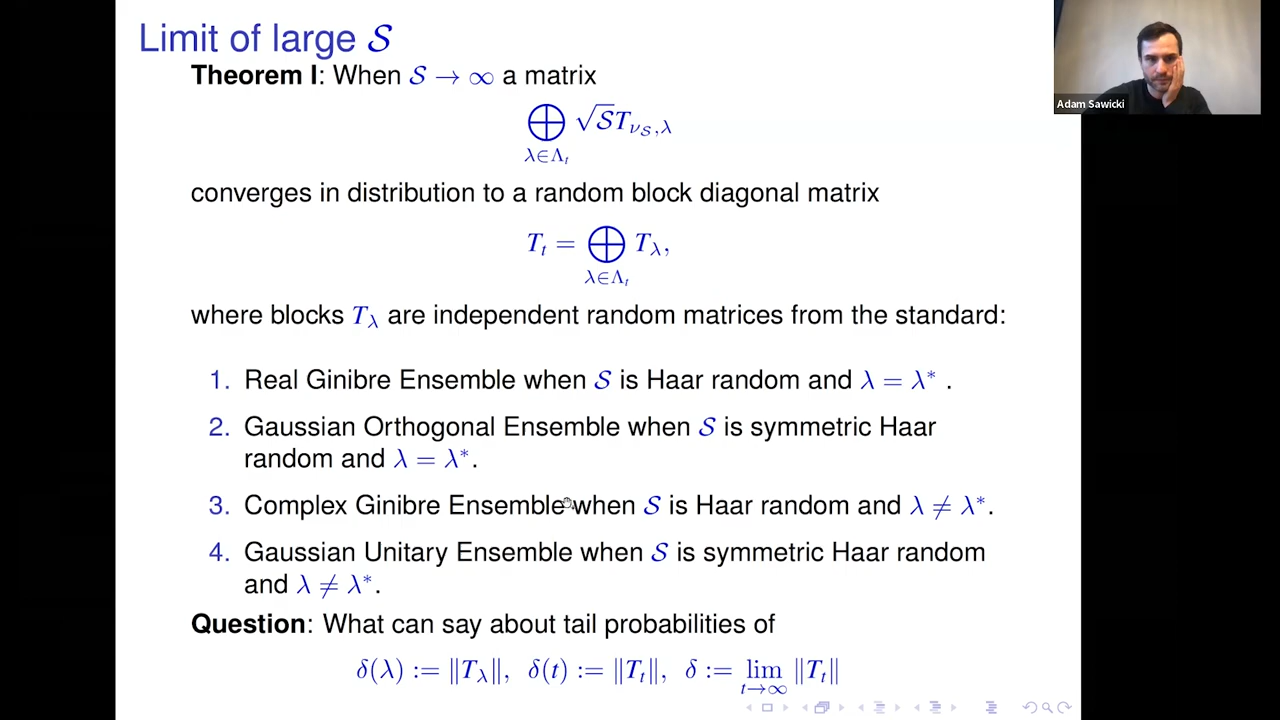 Limit of large 𝒮
Theorem I: When 𝒮 → ∞ a matrix
⨁ √𝒮 T_{ν_𝒮,λ}
λ∈Λ_t
converges in distribution to a random block diagonal matrix
T_t = ⨁ T_λ,
λ∈Λ_t
where blocks T_λ are independent random matrices from the standard:
1. Real Ginibre Ensemble when 𝒮 is Haar random and λ = λ* .
2. Gaussian Orthogonal Ensemble when 𝒮 is symmetric Haar
random and λ = λ*.
3. Complex Ginibre Ensemble when 𝒮 is Haar random and λ ≠ λ*.
4. Gaussian Unitary Ensemble when 𝒮 is symmetric Haar random
and λ ≠ λ*.
Question: What can say about tail probabilities of
δ(λ) := ‖T_λ‖, δ(t) := ‖T_t‖, δ := lim ‖T_t‖
t→∞
Adam Sawicki